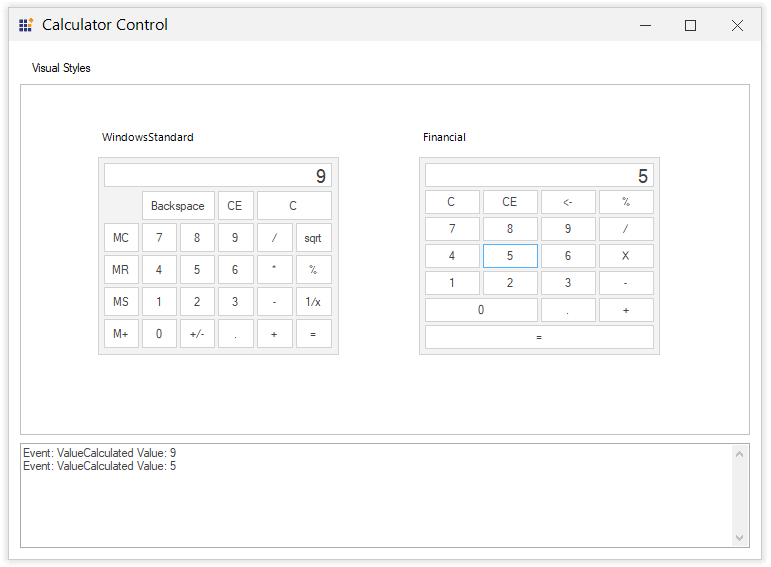 Calculator Control
Visual Styles
WindowsStandard
9
Backspace CE C
MC 7 8 9 / sqrt
MR 4 5 6 * %
MS 1 2 3 - 1/x
M+ 0 +/- . + =
Financial
5
C CE <- %
7 8 9 /
4 5 6 X
1 2 3 -
0 . +
=
Event: ValueCalculated Value: 9
Event: ValueCalculated Value: 5